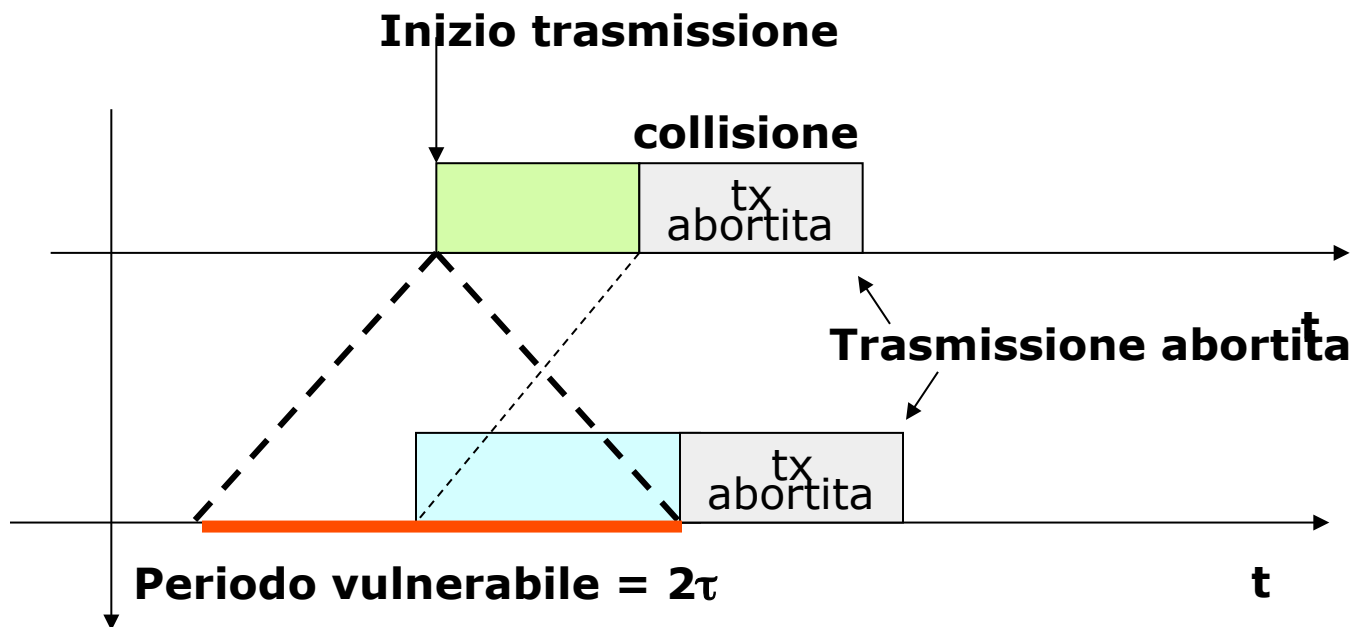 Inizio trasmissione
collisione
tx
abortita
t
Trasmissione abortita
tx
abortita
Periodo vulnerabile = 2τ
t